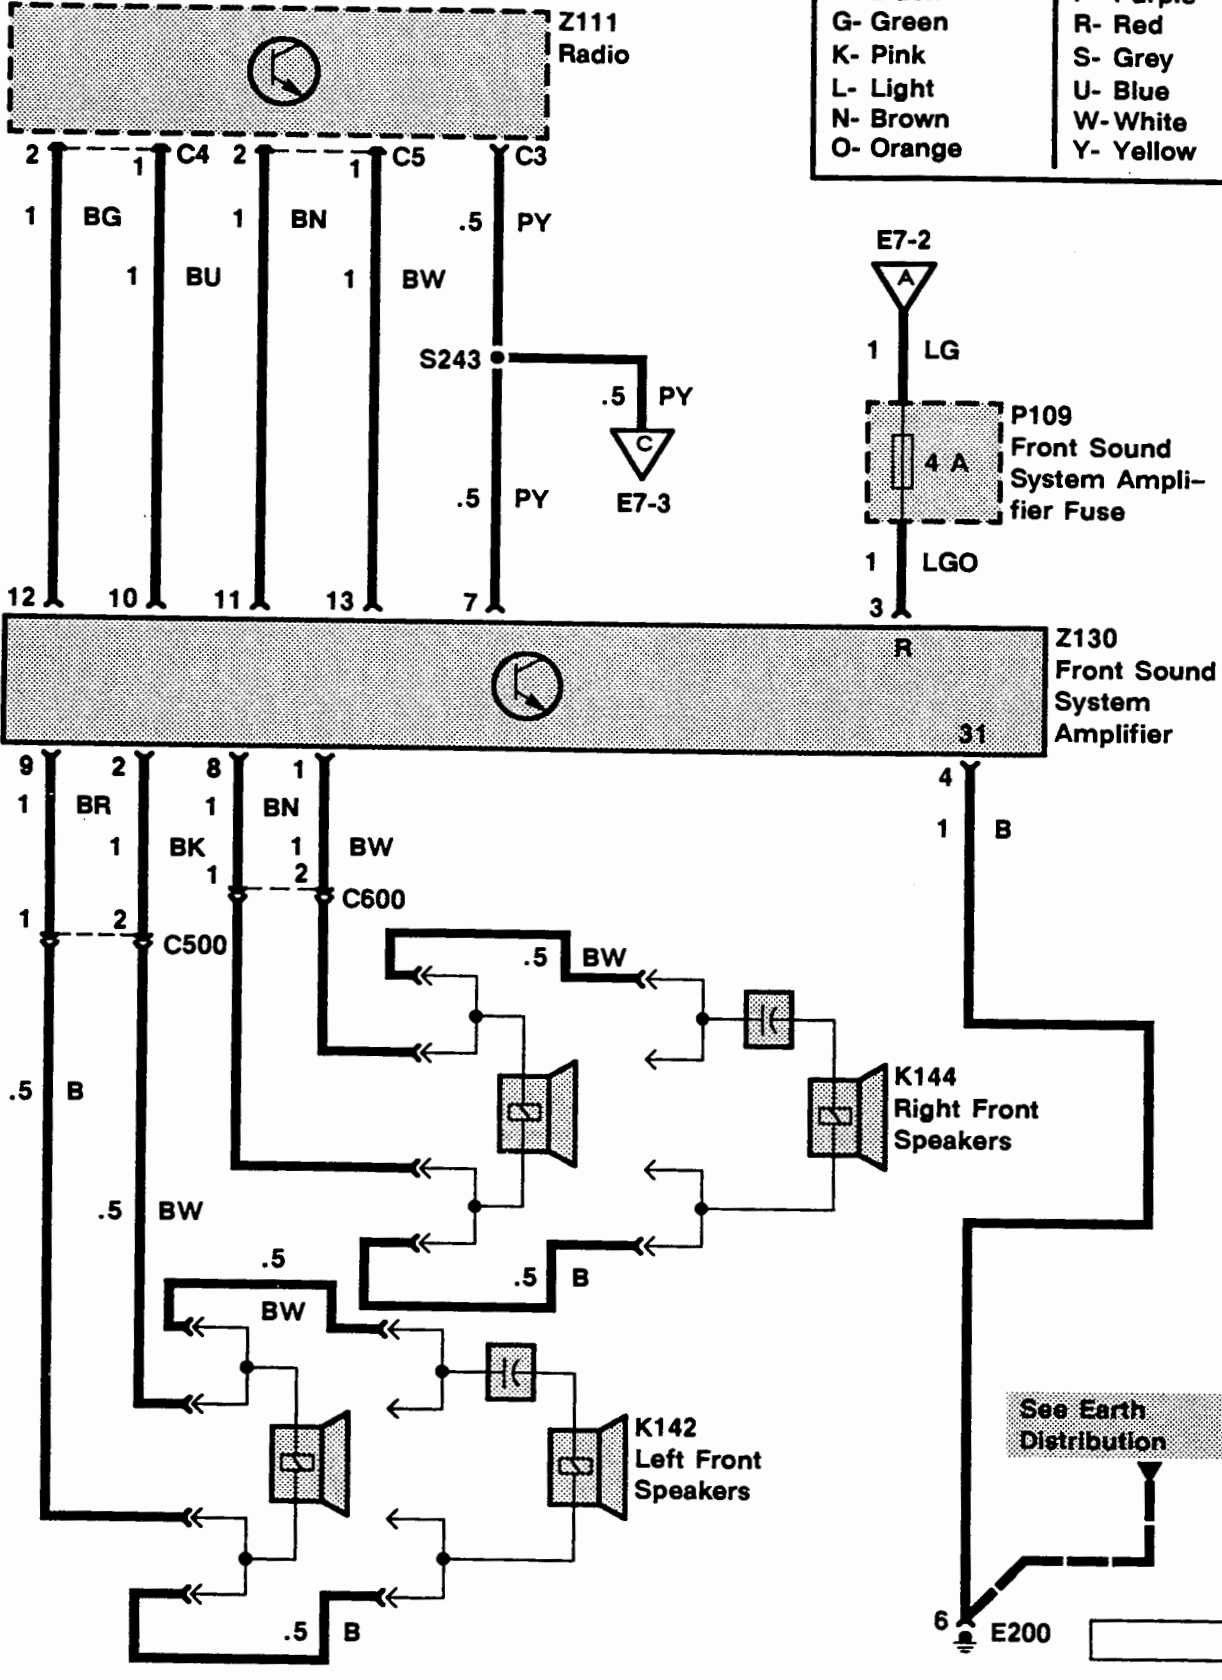 Z111
Radio
G- Green
K- Pink
L- Light
N- Brown
O- Orange
R- Red
S- Grey
U- Blue
W- White
Y- Yellow
2 1 C4 2 1 C5 C3
1 BG 1 BN .5 PY
1 BU 1 BW
E7-2
A
1 LG
S243
.5 PY
C
E7-3
.5 PY
P109
Front Sound
System Ampli-
fier Fuse
4 A
1 LGO
12 10 11 13 7 3
R
Z130
Front Sound
System
Amplifier
31
9 2 8 1 4
1 BR 1 BN 1 B
1 BK 1 BW
1 2 C600
1 2 C500
.5 BW
.5 B
K144
Right Front
Speakers
.5 BW
.5 B
.5
BW
K142
Left Front
Speakers
See Earth
Distribution
.5 B
6 E200